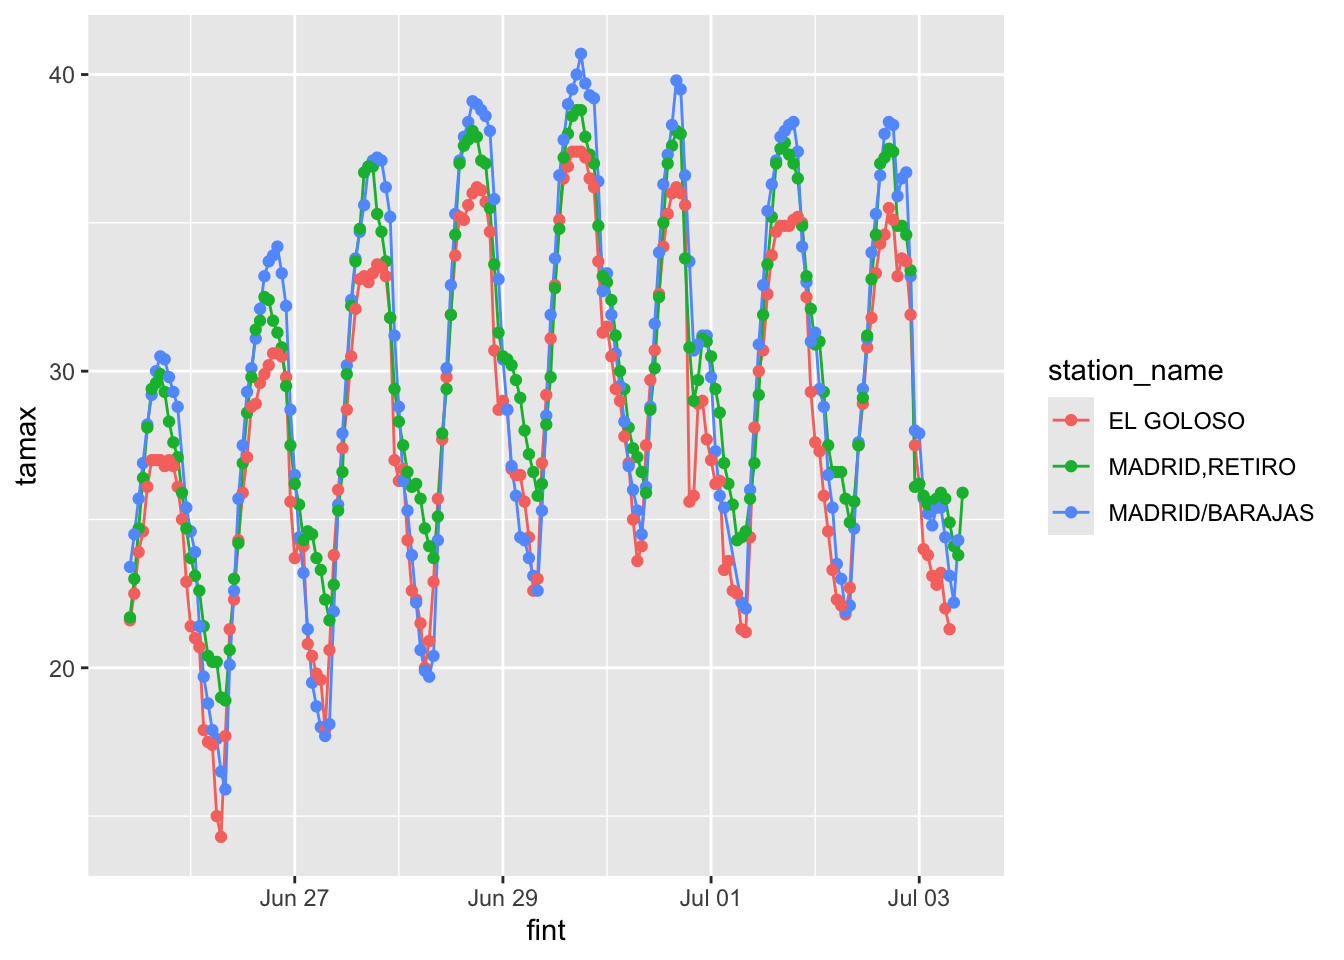 40
30
20
tamax
Jun 27
Jun 29
Jul 01
Jul 03
fint
station_name
EL GOLOSO
MADRID,RETIRO
MADRID/BARAJAS